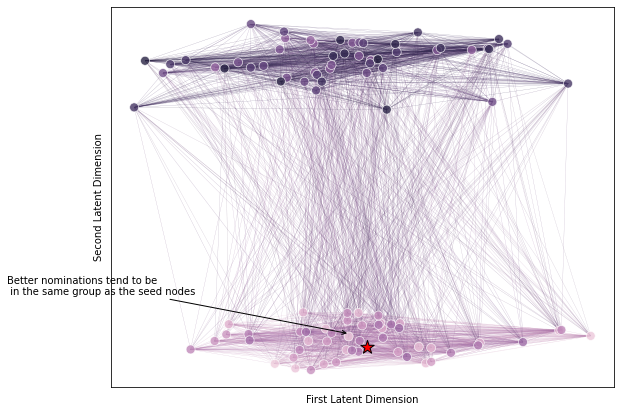 Second Latent Dimension
Better nominations tend to be
in the same group as the seed nodes
First Latent Dimension